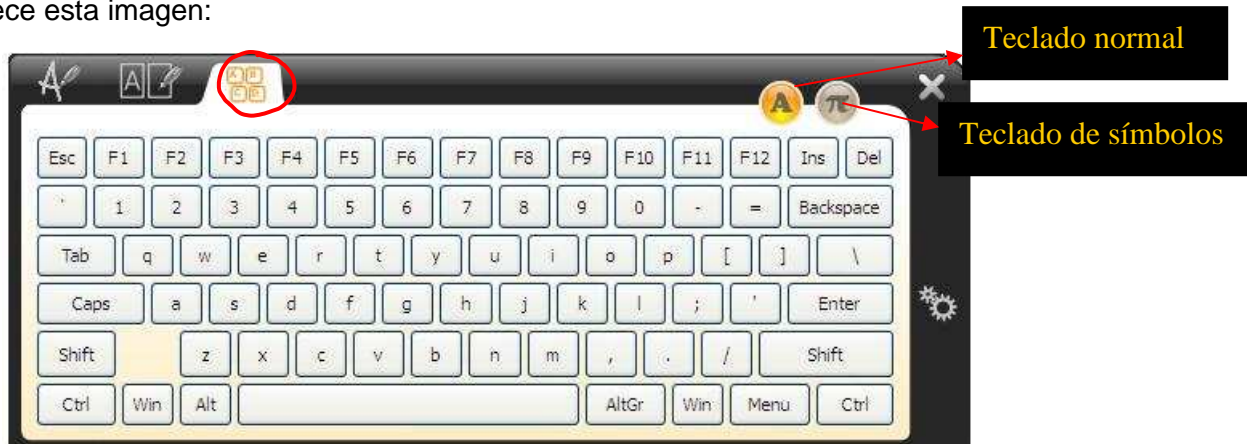 ece esta imagen:
Teclado normal
A A A B C D A π
Teclado de símbolos
Esc F1 F2 F3 F4 F5 F6 F7 F8 F9 F10 F11 F12 Ins Del
` 1 2 3 4 5 6 7 8 9 0 - = Backspace
Tab q w e r t y u i o p [ ] \
Caps a s d f g h j k l ; ' Enter
Shift z x c v b n m , . / Shift
Ctrl Win Alt AltGr Win Menu Ctrl